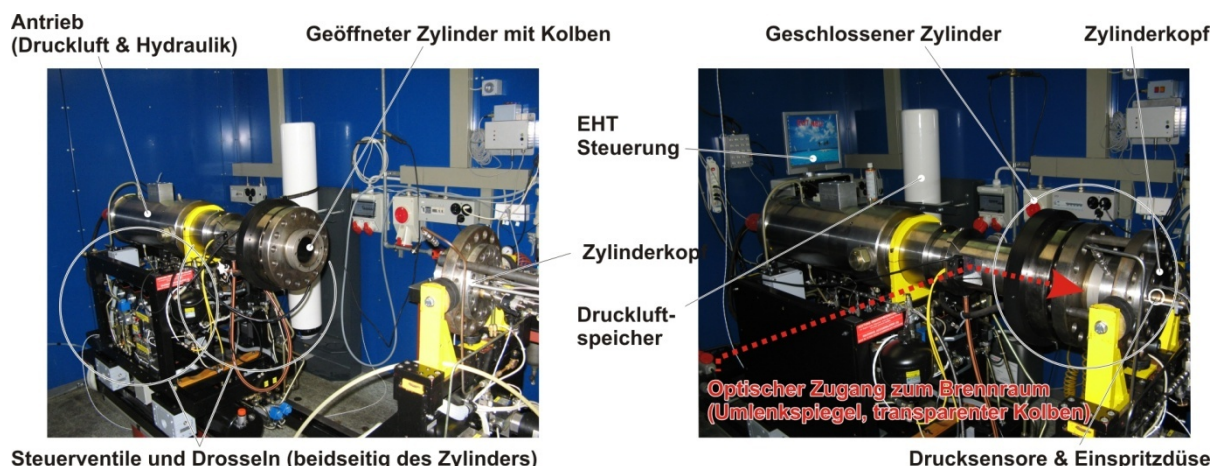 Antrieb
(Druckluft & Hydraulik)
Geöffneter Zylinder mit Kolben
Geschlossener Zylinder
Zylinderkopf
EHT
Steuerung
Zylinderkopf
Druckluft-
speicher
Optischer Zugang zum Brennraum
(Umlenkspiegel, transparenter Kolben)
Steuerventile und Drosseln (beidseitig des Zylinders)
Drucksensore & Einspritzdüse